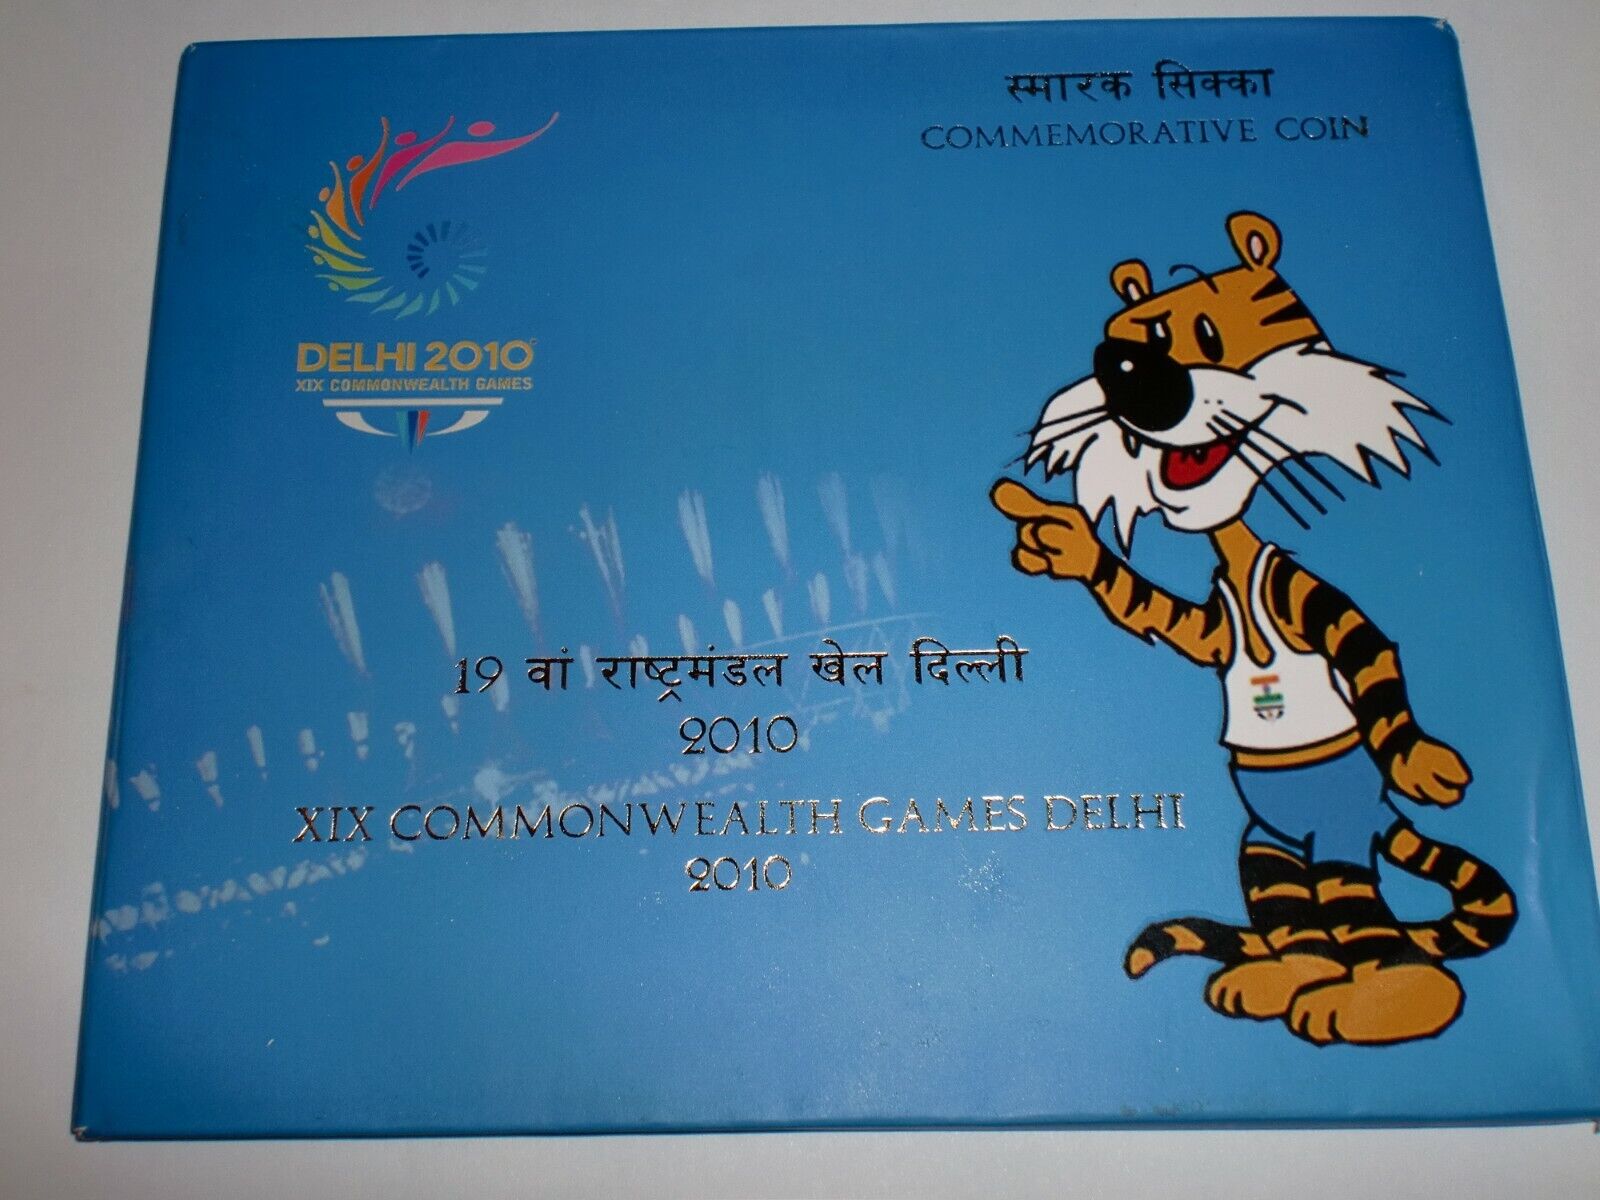 स्मारक सिक्का
COMMEMORATIVE COIN
DELHI 2010
XIX COMMONWEALTH GAMES
19 वां राष्ट्रमंडल खेल दिल्ली
2010
XIX COMMONWEALTH GAMES DELHI
2010